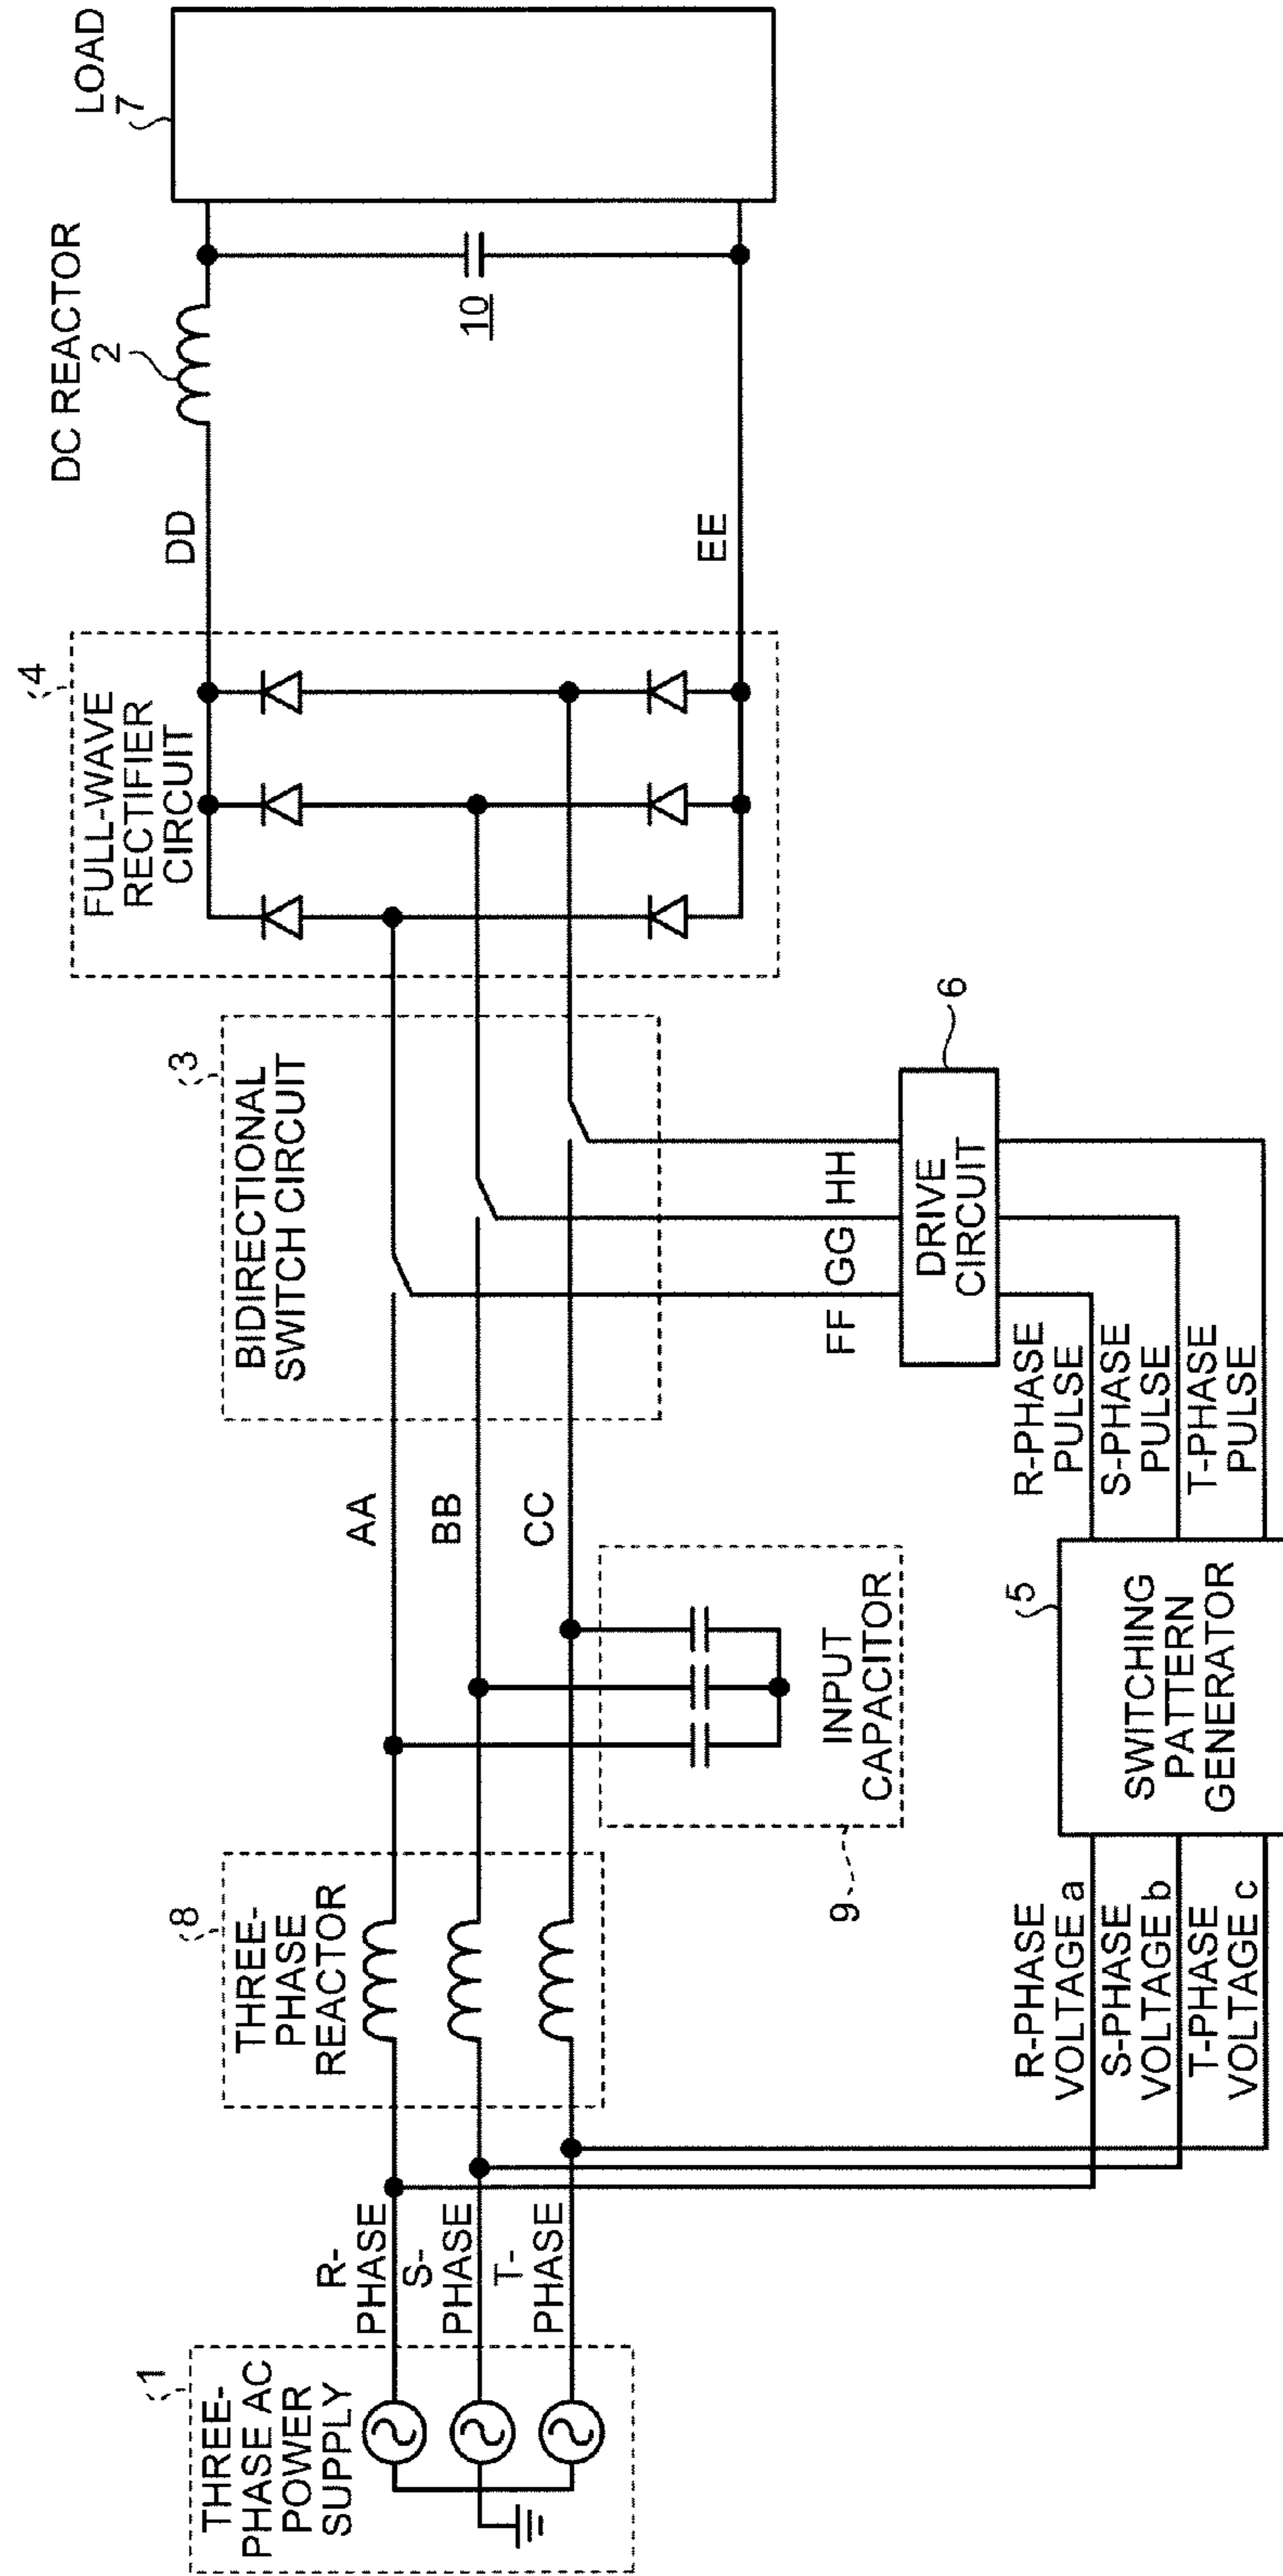 1
THREE-
PHASE AC
POWER
SUPPLY
R-
PHASE
S-
PHASE
T-
PHASE
8
THREE-
PHASE
REACTOR
9
INPUT
CAPACITOR
AA
BB
CC
3
BIDIRECTIONAL
SWITCH CIRCUIT
4
FULL-WAVE
RECTIFIER
CIRCUIT
DD
EE
DC REACTOR
2
10
LOAD
7
R-PHASE
VOLTAGE a
S-PHASE
VOLTAGE b
T-PHASE
VOLTAGE c
5
SWITCHING
PATTERN
GENERATOR
R-PHASE
PULSE
S-PHASE
PULSE
T-PHASE
PULSE
FF GG HH
6
DRIVE
CIRCUIT